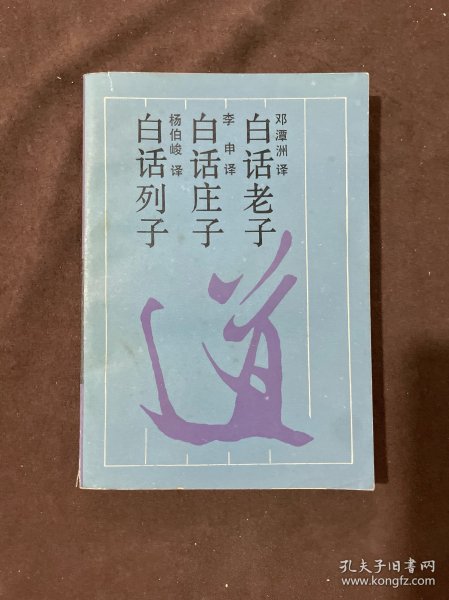 邓潭洲 译
白话老子
李申 译
白话庄子
杨伯峻 译
白话列子
道
孔夫子旧书网
www.kongfz.com